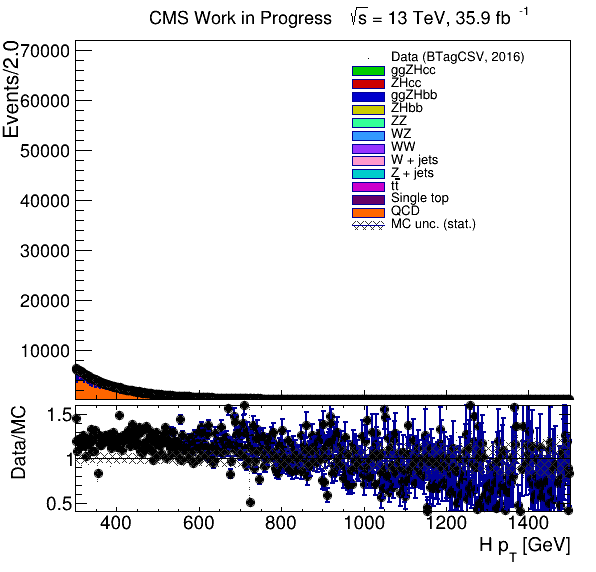 CMS Work in Progress √s = 13 TeV, 35.9 fb -1
Events/2.0
70000
60000
50000
40000
30000
20000
10000
Data (BTagCSV, 2016)
ggZHcc
ZHcc
ggZHbb
ZHbb
ZZ
WZ
WW
W + jets
Z + jets
tt̅
Single top
QCD
MC unc. (stat.)
Data/MC
1.5
1
0.5
400 600 800 1000 1200 1400
H pT [GeV]